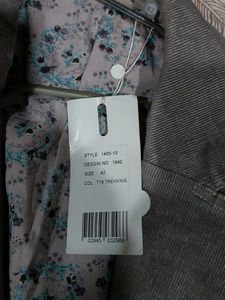 STYLE 1455-10
DESSIN NO. 1642
SIZE 42
COL. 718 TREKKING
02945 032968